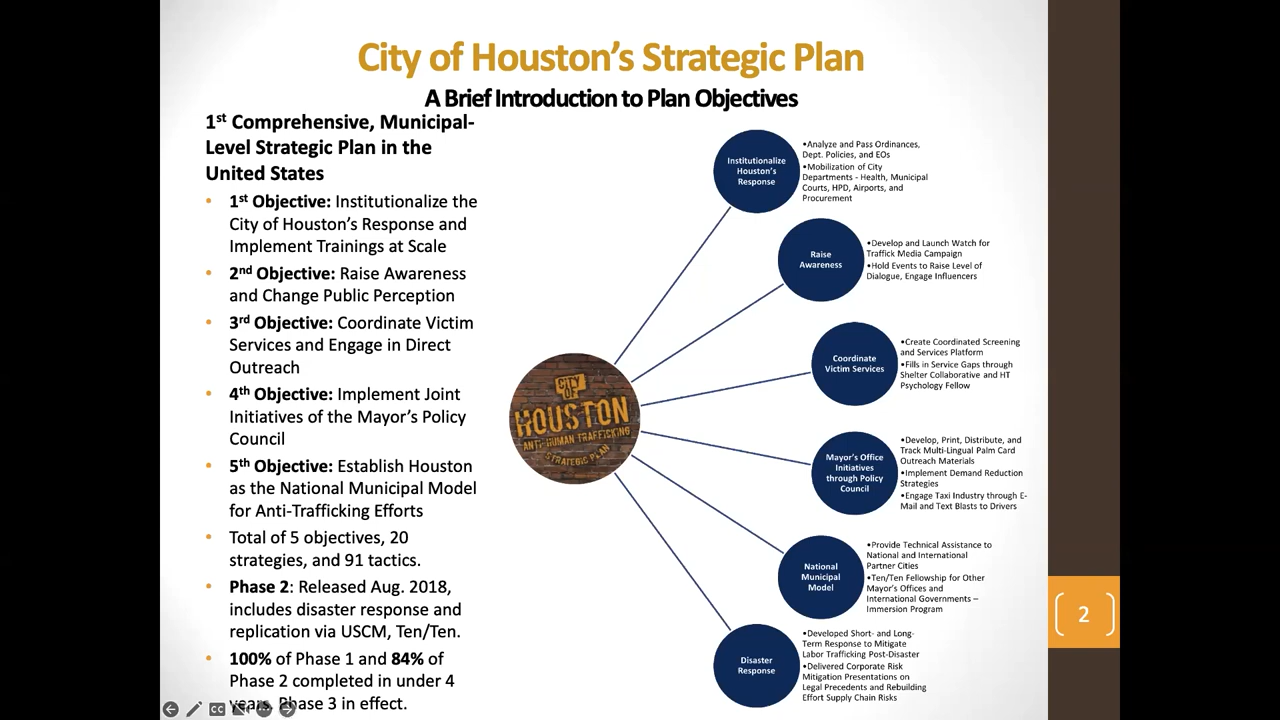 City of Houston's Strategic Plan
A Brief Introduction to Plan Objectives
1st Comprehensive, Municipal-
Level Strategic Plan in the
United States
• 1st Objective: Institutionalize the
City of Houston's Response and
Implement Trainings at Scale
• 2nd Objective: Raise Awareness
and Change Public Perception
• 3rd Objective: Coordinate Victim
Services and Engage in Direct
Outreach
• 4th Objective: Implement Joint
Initiatives of the Mayor's Policy
Council
• 5th Objective: Establish Houston
as the National Municipal Model
for Anti-Trafficking Efforts
• Total of 5 objectives, 20
strategies, and 91 tactics.
• Phase 2: Released Aug. 2018,
includes disaster response and
replication via USCM, Ten/Ten.
• 100% of Phase 1 and 84% of
Phase 2 completed in under 4
years. Phase 3 in effect.
CITY
OF
HOUSTON
ANTI-HUMAN TRAFFICKING
STRATEGIC PLAN
Institutionalize
Houston's
Response
•Analyze and Pass Ordinances,
Dept. Policies, and EOs
•Mobilization of City
Departments - Health, Municipal
Courts, HPD, Airports, and
Procurement
Raise
Awareness
•Develop and Launch Watch for
Traffick Media Campaign
•Hold Events to Raise Level of
Dialogue, Engage Influencers
Coordinate
Victim Services
•Create Coordinated Screening
and Services Platform
•Fills in Service Gaps through
Shelter Collaborative and HT
Psychology Fellow
Mayor's Office
Initiatives
through Policy
Council
•Develop, Print, Distribute, and
Track Multi-Lingual Palm Card
Outreach Materials
•Implement Demand Reduction
Strategies
•Engage Taxi Industry through E-
Mail and Text Blasts to Drivers
National
Municipal
Model
•Provide Technical Assistance to
National and International
Partner Cities
•Ten/Ten Fellowship for Other
Mayor's Offices and
International Governments –
Immersion Program
Disaster
Response
•Developed Short- and Long-
Term Response to Mitigate
Labor Trafficking Post-Disaster
•Delivered Corporate Risk
Mitigation Presentations on
Legal Precedents and Rebuilding
Effort Supply Chain Risks
2
CC